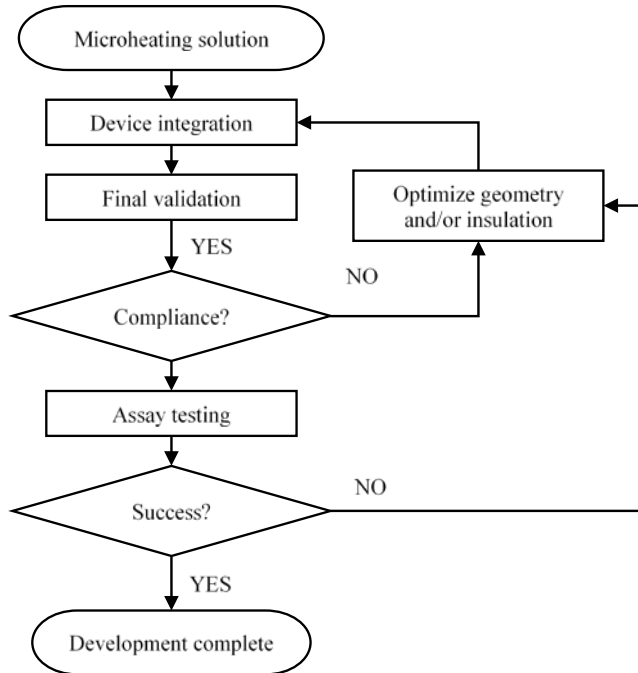 Microheating solution
Device integration
Final validation
Optimize geometry
and/or insulation
YES
NO
Compliance?
Assay testing
NO
Success?
YES
Development complete